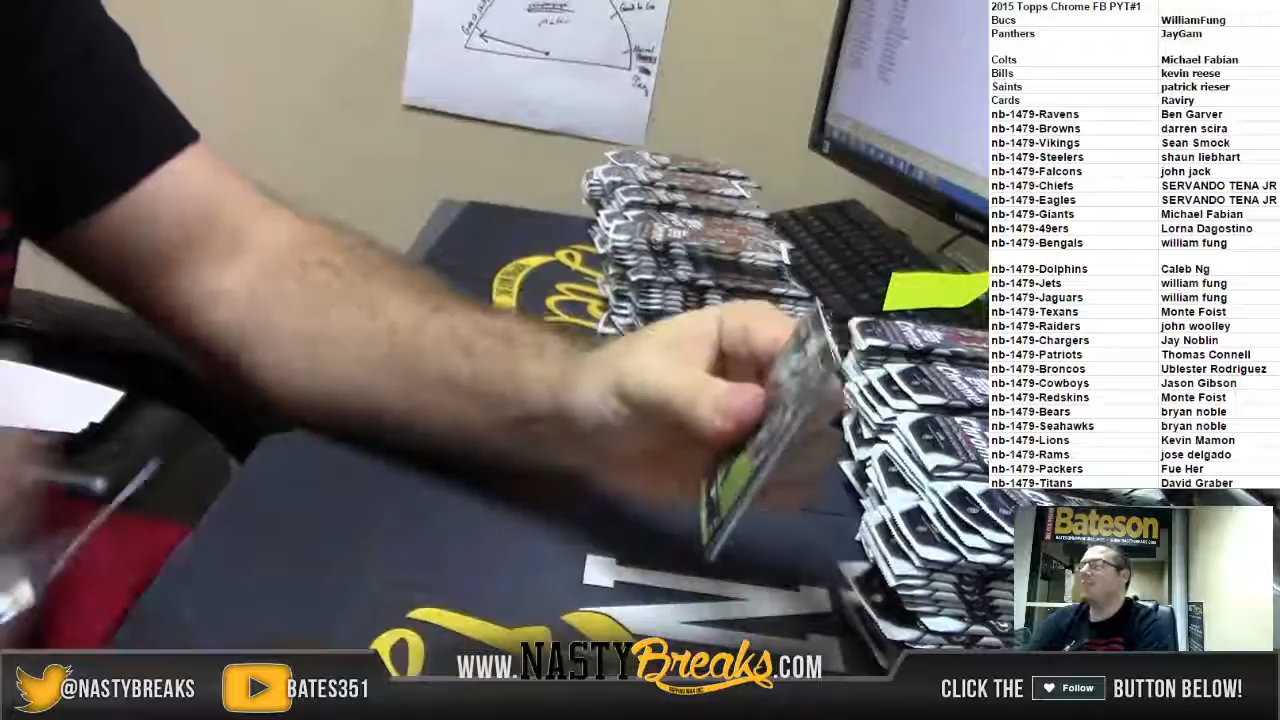 2015 Topps Chrome FB PYT#1
Bucs WilliamFung
Panthers JayGam
Colts Michael Fabian
Bills kevin reese
Saints patrick rieser
Cards Raviry
nb-1479-Ravens Ben Garver
nb-1479-Browns darren scira
nb-1479-Vikings Sean Smock
nb-1479-Steelers shaun liebhart
nb-1479-Falcons john jack
nb-1479-Chiefs SERVANDO TENA JR
nb-1479-Eagles SERVANDO TENA JR
nb-1479-Giants Michael Fabian
nb-1479-49ers Lorna Dagostino
nb-1479-Bengals william fung
nb-1479-Dolphins Caleb Ng
nb-1479-Jets william fung
nb-1479-Jaguars william fung
nb-1479-Texans Monte Foist
nb-1479-Raiders john woolley
nb-1479-Chargers Jay Noblin
nb-1479-Patriots Thomas Connell
nb-1479-Broncos Ublester Rodriguez
nb-1479-Cowboys Jason Gibson
nb-1479-Redskins Monte Foist
nb-1479-Bears bryan noble
nb-1479-Seahawks bryan noble
nb-1479-Lions Kevin Mamon
nb-1479-Rams jose delgado
nb-1479-Packers Fue Her
nb-1479-Titans David Graber
Bateson
@NASTYBREAKS
BATES351
WWW.NASTYBreaks.COM
CLICK THE Follow BUTTON BELOW!